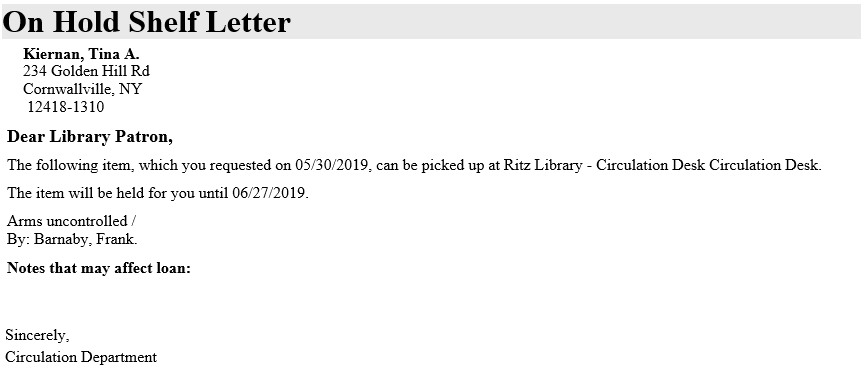 On Hold Shelf Letter
Kiernan, Tina A.
234 Golden Hill Rd
Cornwallville, NY
12418-1310
Dear Library Patron,
The following item, which you requested on 05/30/2019, can be picked up at Ritz Library - Circulation Desk Circulation Desk.
The item will be held for you until 06/27/2019.
Arms uncontrolled /
By: Barnaby, Frank.
Notes that may affect loan:
Sincerely,
Circulation Department